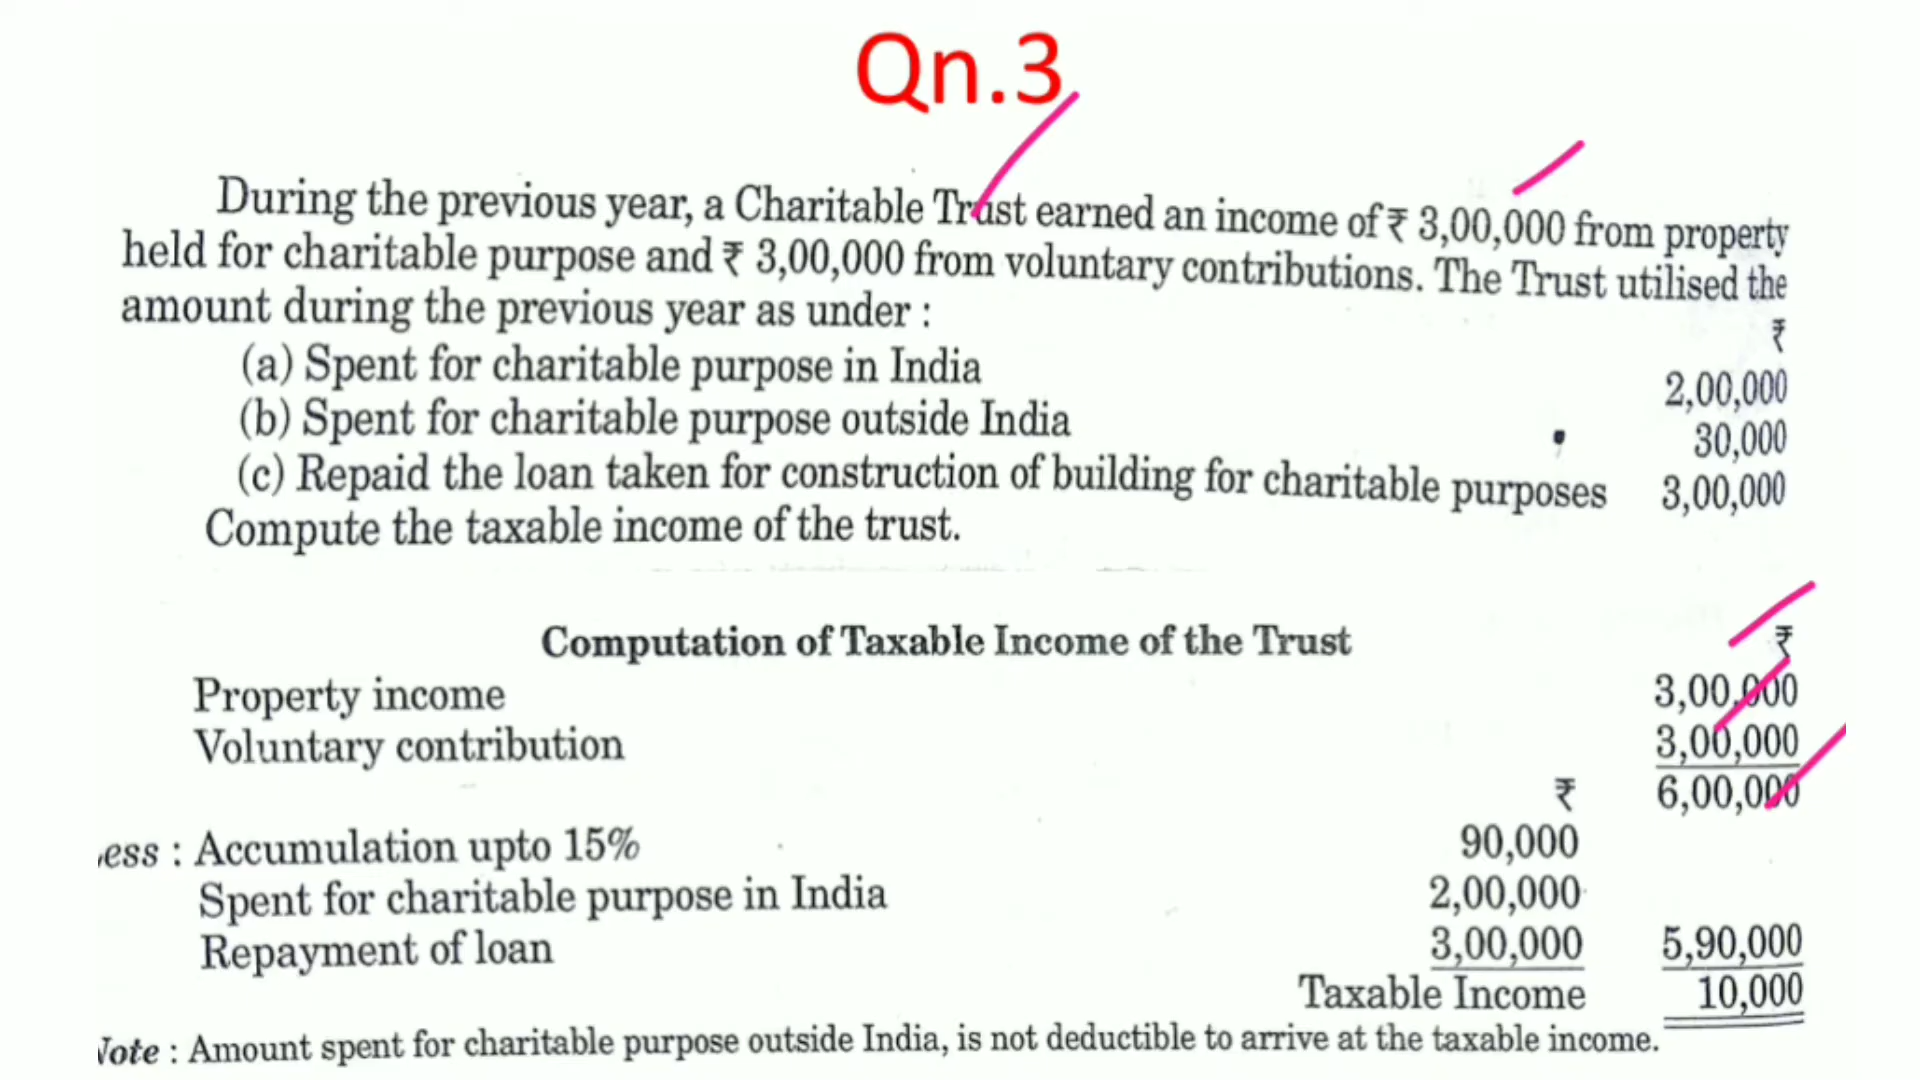 Qn.3
During the previous year, a Charitable Trust earned an income of ₹ 3,00,000 from property
held for charitable purpose and ₹ 3,00,000 from voluntary contributions. The Trust utilised the
amount during the previous year as under :
₹
(a) Spent for charitable purpose in India 2,00,000
(b) Spent for charitable purpose outside India 30,000
(c) Repaid the loan taken for construction of building for charitable purposes 3,00,000
Compute the taxable income of the trust.
Computation of Taxable Income of the Trust
₹
Property income 3,00,000
Voluntary contribution 3,00,000
₹ 6,00,000
ess : Accumulation upto 15% 90,000
Spent for charitable purpose in India 2,00,000
Repayment of loan 3,00,000 5,90,000
Taxable Income 10,000
Note : Amount spent for charitable purpose outside India, is not deductible to arrive at the taxable income.